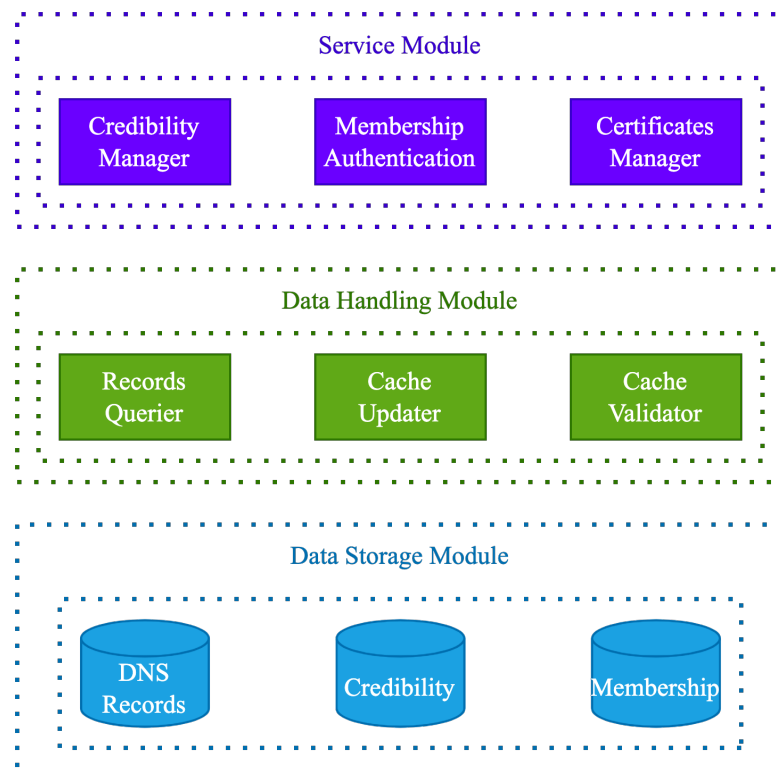 Service Module
Credibility
Manager
Membership
Authentication
Certificates
Manager
Data Handling Module
Records
Querier
Cache
Updater
Cache
Validator
Data Storage Module
DNS
Records
Credibility
Membership